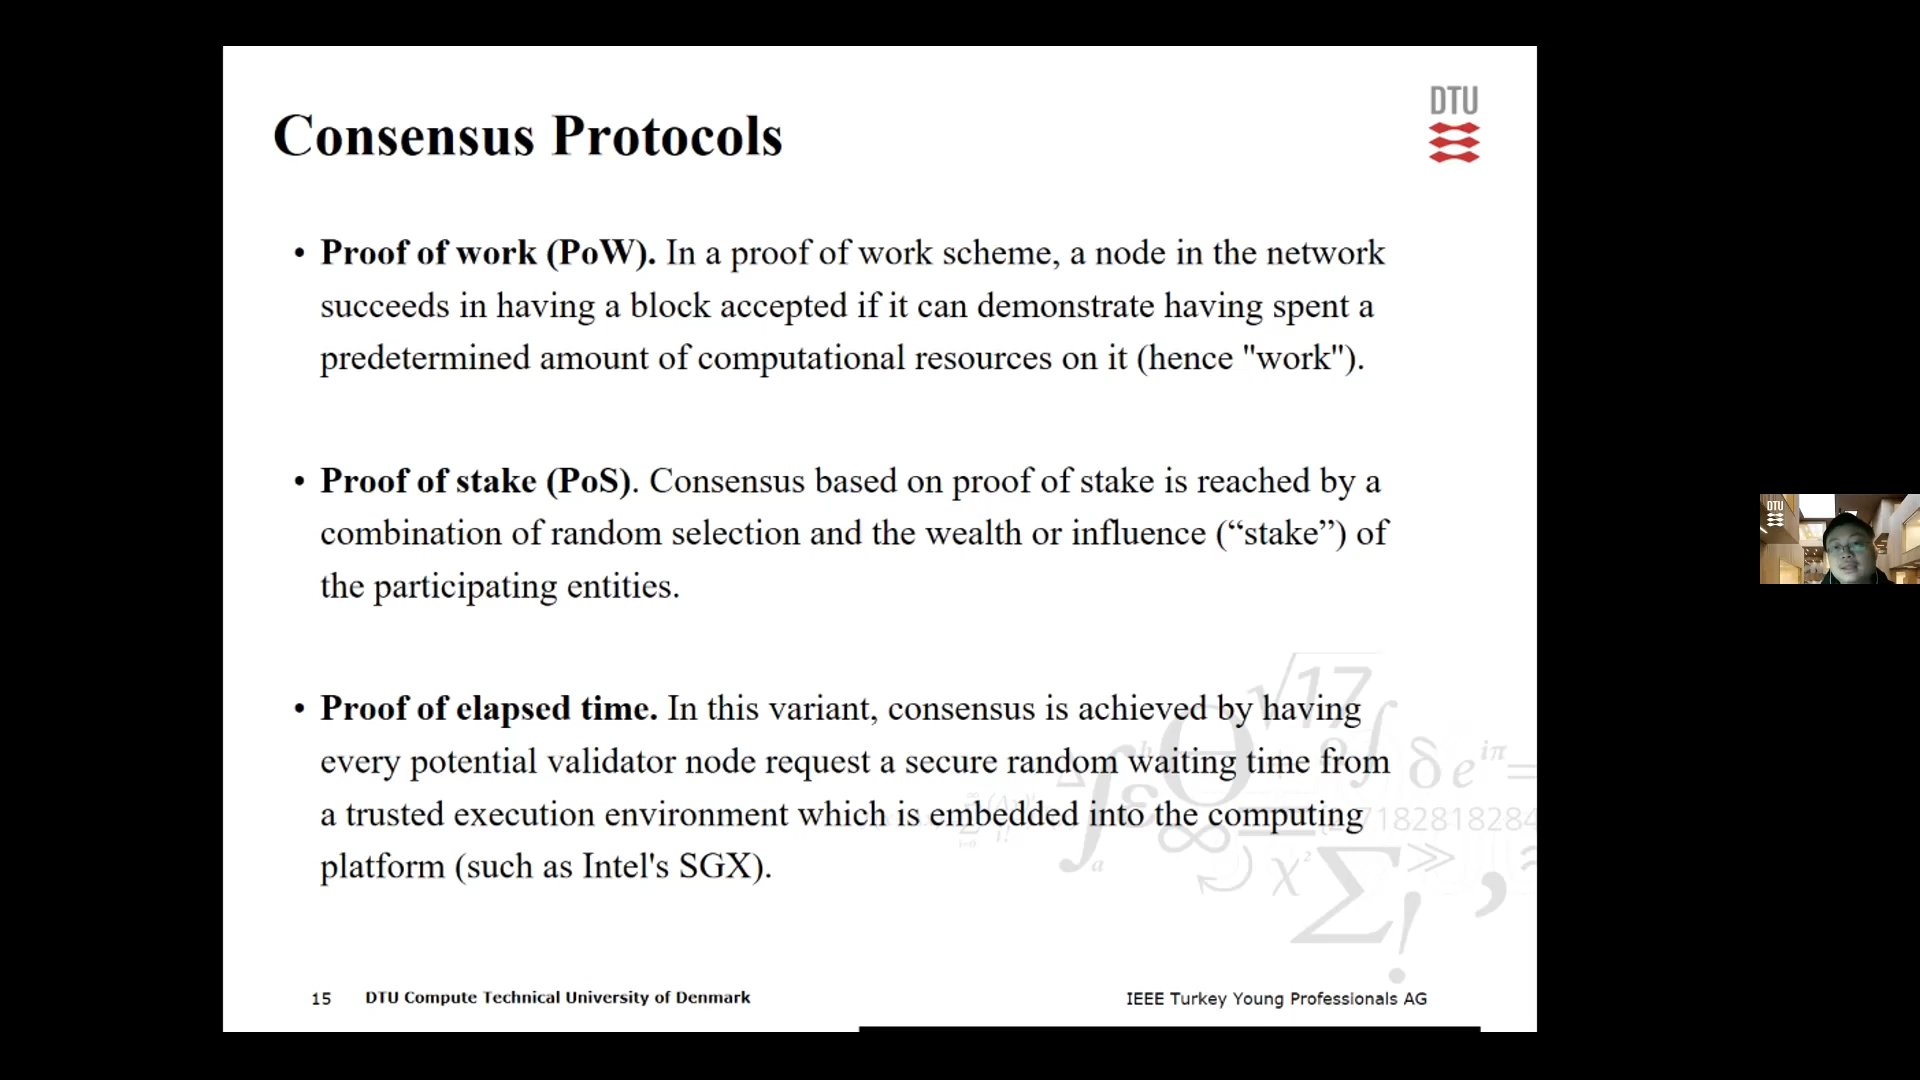 DTU
Consensus Protocols
• Proof of work (PoW). In a proof of work scheme, a node in the network
succeeds in having a block accepted if it can demonstrate having spent a
predetermined amount of computational resources on it (hence "work").
• Proof of stake (PoS). Consensus based on proof of stake is reached by a
combination of random selection and the wealth or influence (“stake”) of
the participating entities.
• Proof of elapsed time. In this variant, consensus is achieved by having
every potential validator node request a secure random waiting time from
a trusted execution environment which is embedded into the computing
platform (such as Intel's SGX).
15 DTU Compute Technical University of Denmark
IEEE Turkey Young Professionals AG
DTU